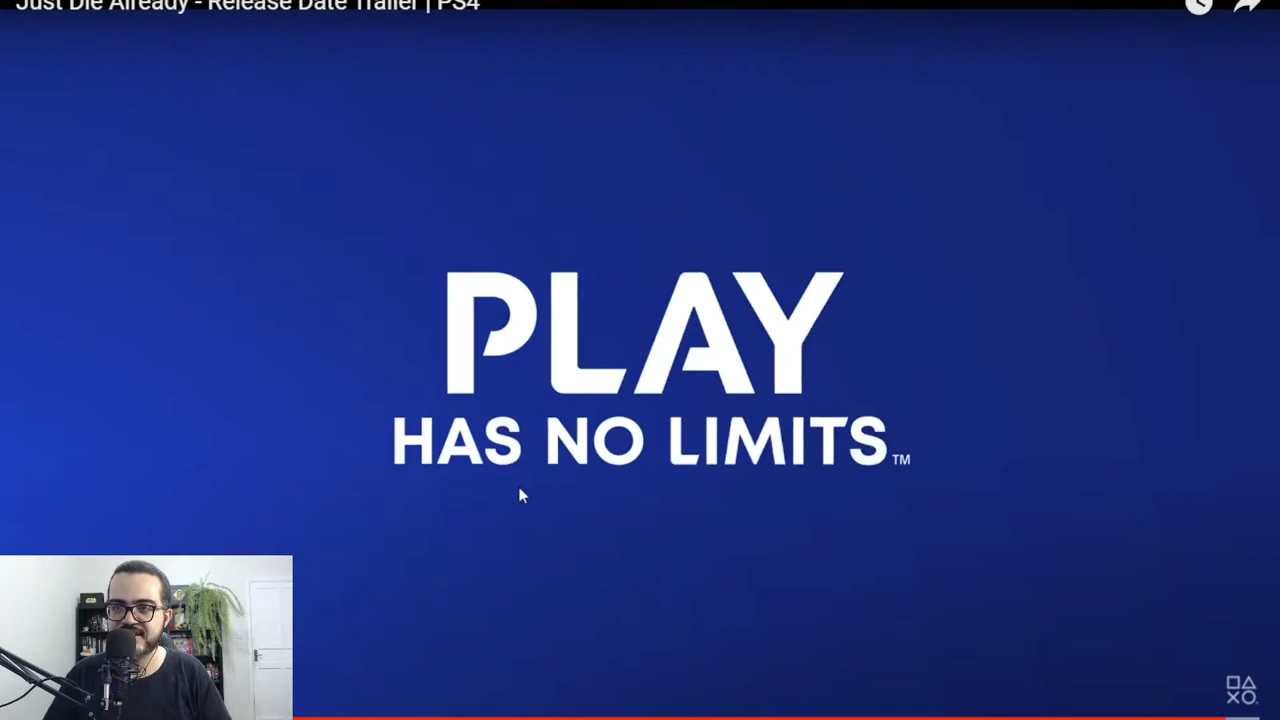 Just Die Already - Release Date Trailer | PS4
PLAY
HAS NO LIMITS™